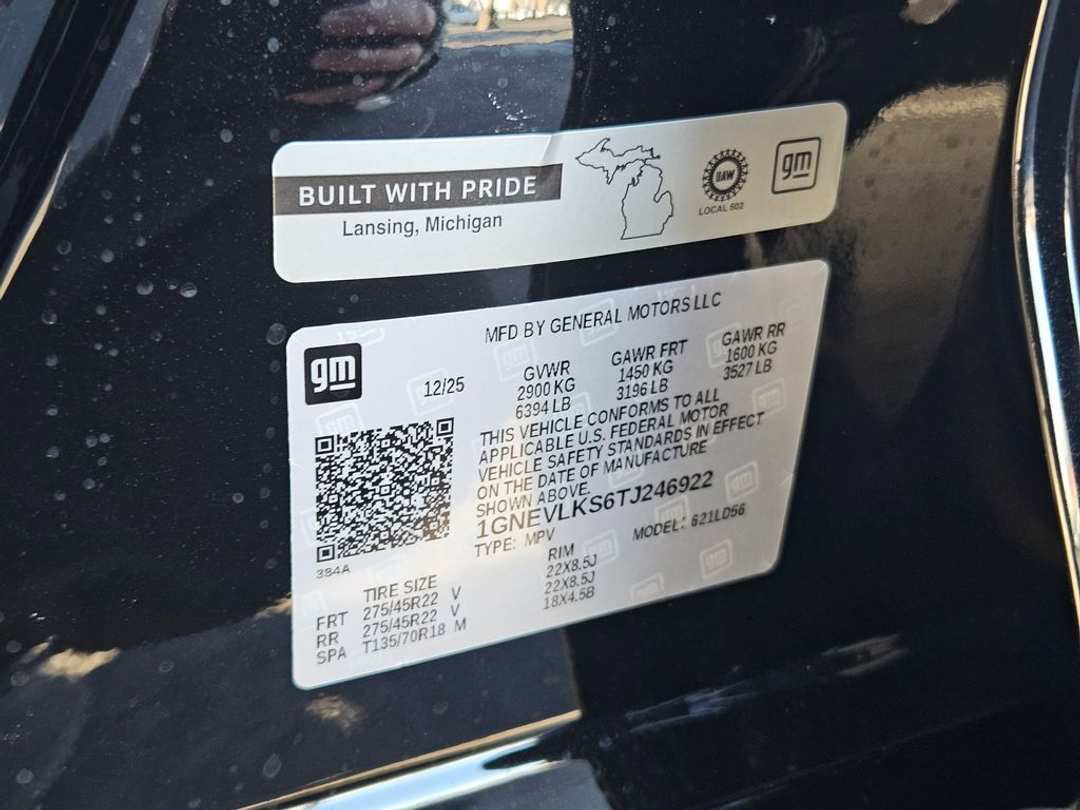 BUILT WITH PRIDE
Lansing, Michigan
UAW
LOCAL 502
gm
MFD BY GENERAL MOTORS LLC
gm
12/25
GVWR
2900 KG
6394 LB
GAWR FRT
1450 KG
3196 LB
GAWR RR
1600 KG
3527 LB
THIS VEHICLE CONFORMS TO ALL
APPLICABLE U.S. FEDERAL MOTOR
VEHICLE SAFETY STANDARDS IN EFFECT
ON THE DATE OF MANUFACTURE
SHOWN ABOVE.
1GNEVLKS6TJ246922
TYPE: MPV
MODEL: 621LD56
384A
TIRE SIZE
RIM
FRT 275/45R22 V 22X8.5J
RR 275/45R22 V 22X8.5J
SPA T135/70R18 M 18X4.5B